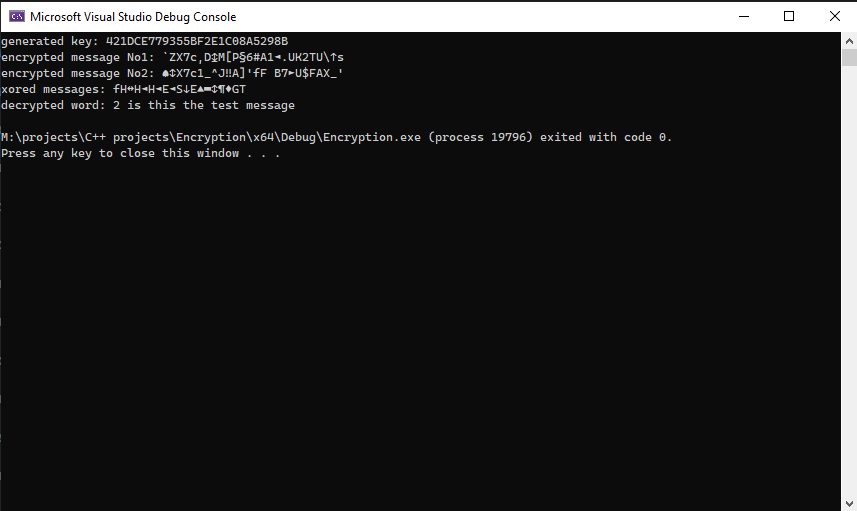 Microsoft Visual Studio Debug Console
generated key: 421DCE779355BF2E1C08A5298B
encrypted message No1: `ZX7c,D↨M[P§6#A1◄.UK2TU\↑s
encrypted message No2: ♠↕X7c1_^J‼A]'fF B7►U$FAX_'
xored messages: fH↔H◄H◄E◄S↓E▲▬↕¶♦GT
decrypted word: 2 is this the test message
M:\projects\C++ projects\Encryption\x64\Debug\Encryption.exe (process 19796) exited with code 0.
Press any key to close this window . . .